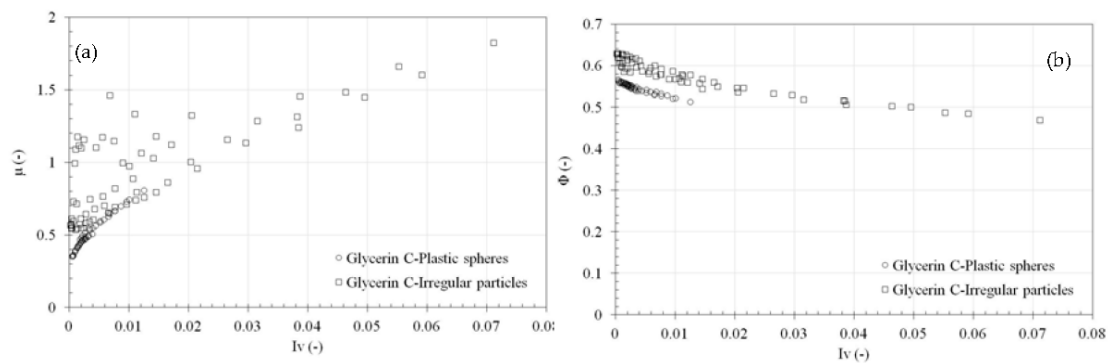 (a)
2
1.5
1
0.5
0
μ (-)
Glycerin C-Plastic spheres
Glycerin C-Irregular particles
0 0.01 0.02 0.03 0.04 0.05 0.06 0.07 0.08
Iv (-)
(b)
0.7
0.6
0.5
0.4
0.3
0.2
0.1
0
Φ (-)
Glycerin C-Plastic spheres
Glycerin C-Irregular particles
0 0.01 0.02 0.03 0.04 0.05 0.06 0.07 0.08
Iv (-)